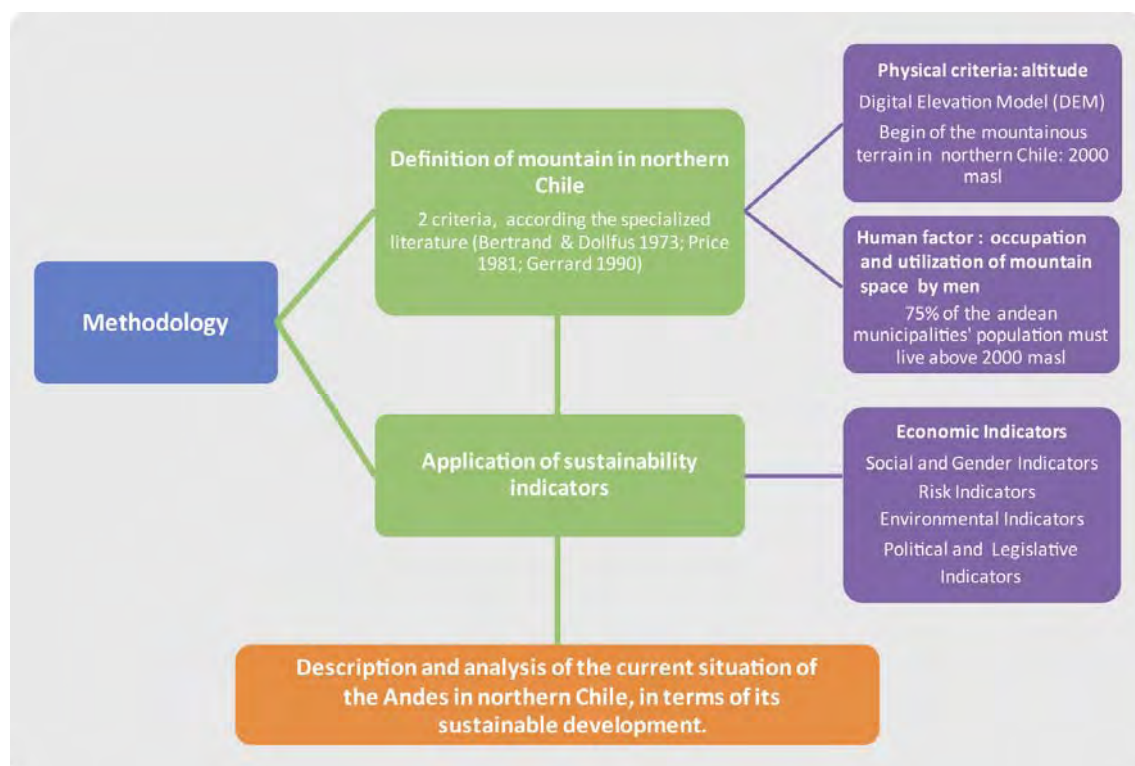 Methodology
Definition of mountain in northern
Chile
2 criteria, according the specialized
literature (Bertrand & Dollfus 1973; Price
1981; Gerrard 1990)
Physical criteria: altitude
Digital Elevation Model (DEM)
Begin of the mountainous
terrain in northern Chile: 2000
masl
Human factor : occupation
and utilization of mountain
space by men
75% of the andean
municipalities' population must
live above 2000 masl
Application of sustainability
indicators
Economic Indicators
Social and Gender Indicators
Risk Indicators
Environmental Indicators
Political and Legislative
Indicators
Description and analysis of the current situation of
the Andes in northern Chile, in terms of its
sustainable development.